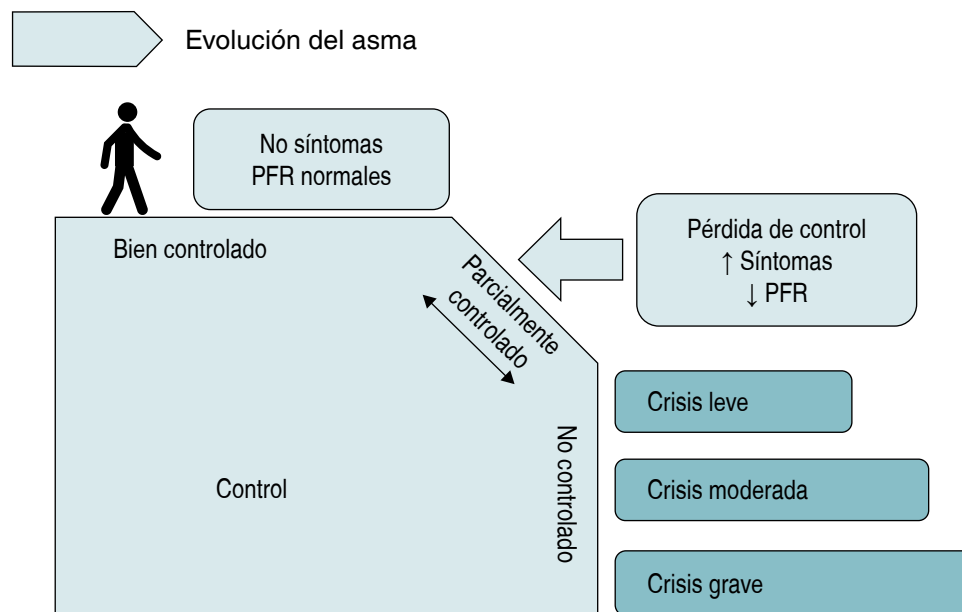 Evolución del asma
No síntomas
PFR normales
Bien controlado
Parcialmente
controlado
Pérdida de control
↑ Síntomas
↓ PFR
No controlado
Control
Crisis leve
Crisis moderada
Crisis grave